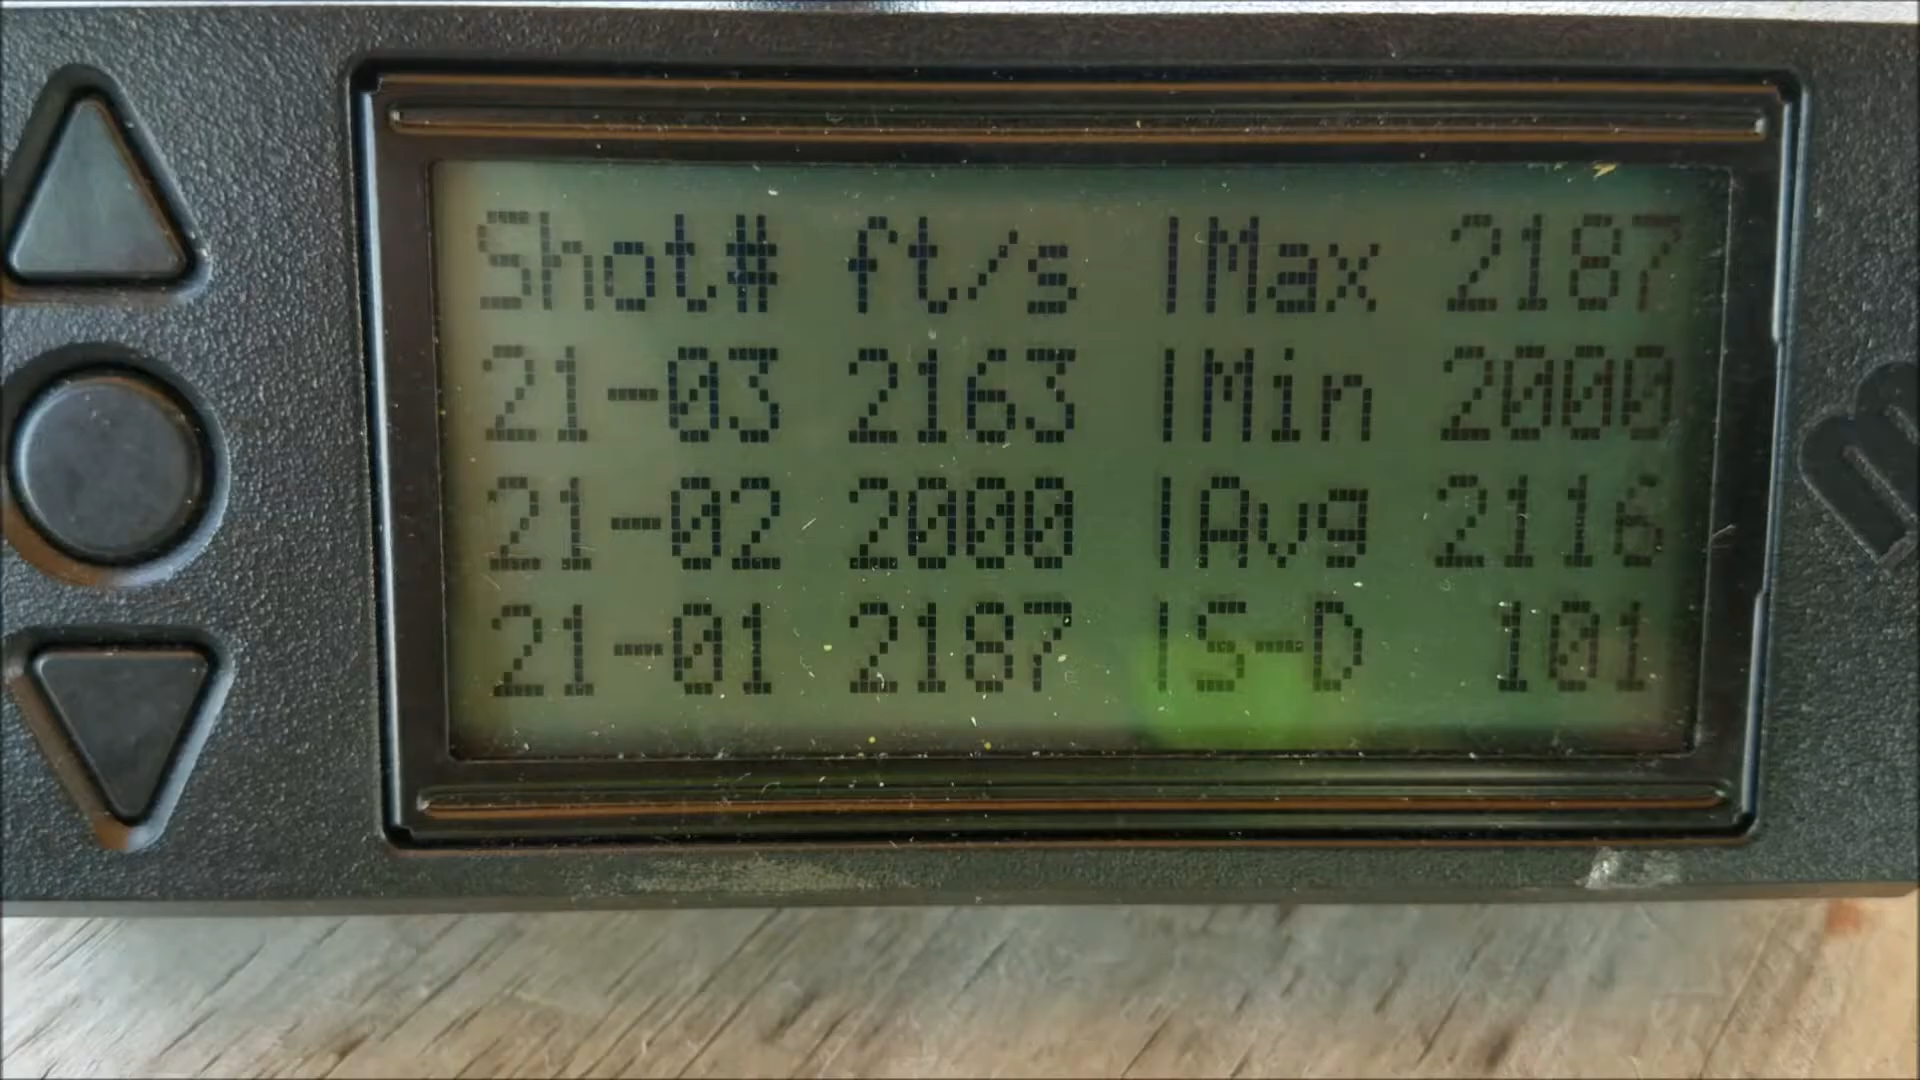 Shot# ft/s |Max 2187
21-03 2163 |Min 2000
21-02 2000 |Avg 2116
21-01 2187 |S-D 101